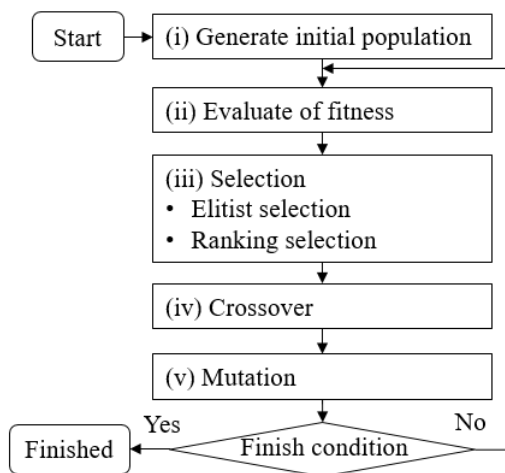 Start
(i) Generate initial population
(ii) Evaluate of fitness
(iii) Selection
• Elitist selection
• Ranking selection
(iv) Crossover
(v) Mutation
Yes
No
Finished
Finish condition